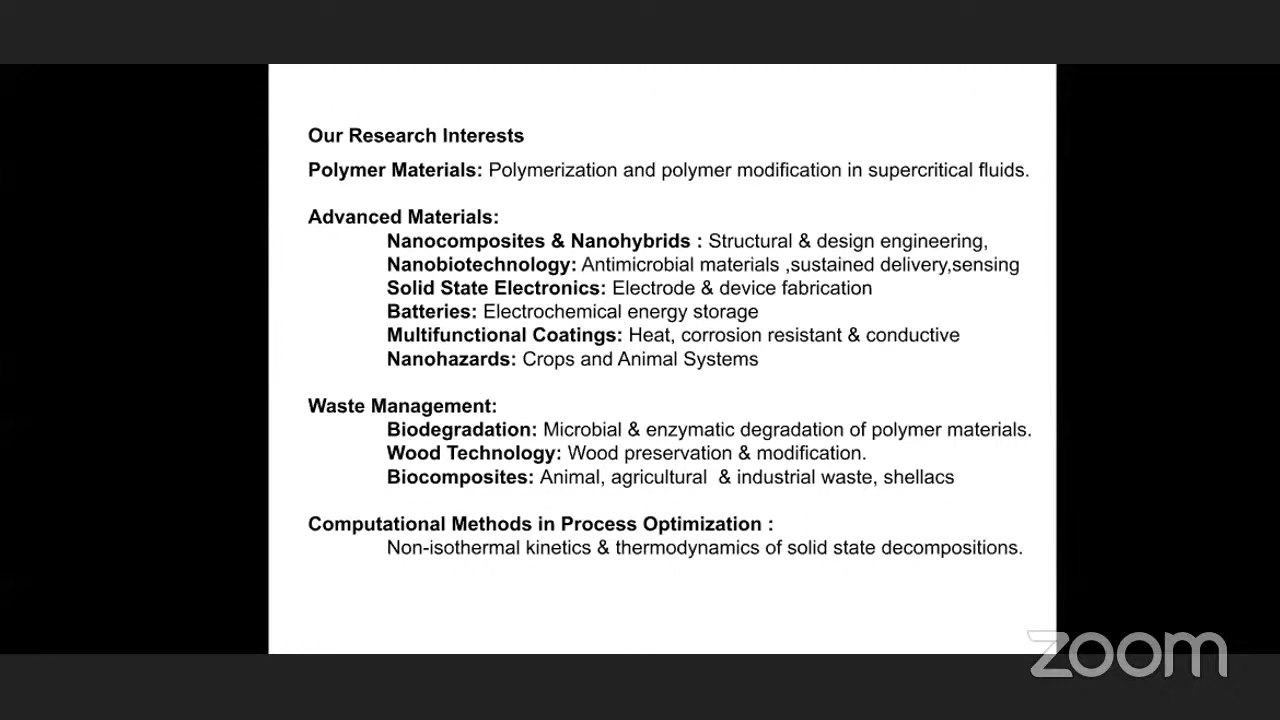 Our Research Interests
Polymer Materials: Polymerization and polymer modification in supercritical fluids.
Advanced Materials:
Nanocomposites & Nanohybrids : Structural & design engineering,
Nanobiotechnology: Antimicrobial materials ,sustained delivery,sensing
Solid State Electronics: Electrode & device fabrication
Batteries: Electrochemical energy storage
Multifunctional Coatings: Heat, corrosion resistant & conductive
Nanohazards: Crops and Animal Systems
Waste Management:
Biodegradation: Microbial & enzymatic degradation of polymer materials.
Wood Technology: Wood preservation & modification.
Biocomposites: Animal, agricultural & industrial waste, shellacs
Computational Methods in Process Optimization :
Non-isothermal kinetics & thermodynamics of solid state decompositions.
zoom